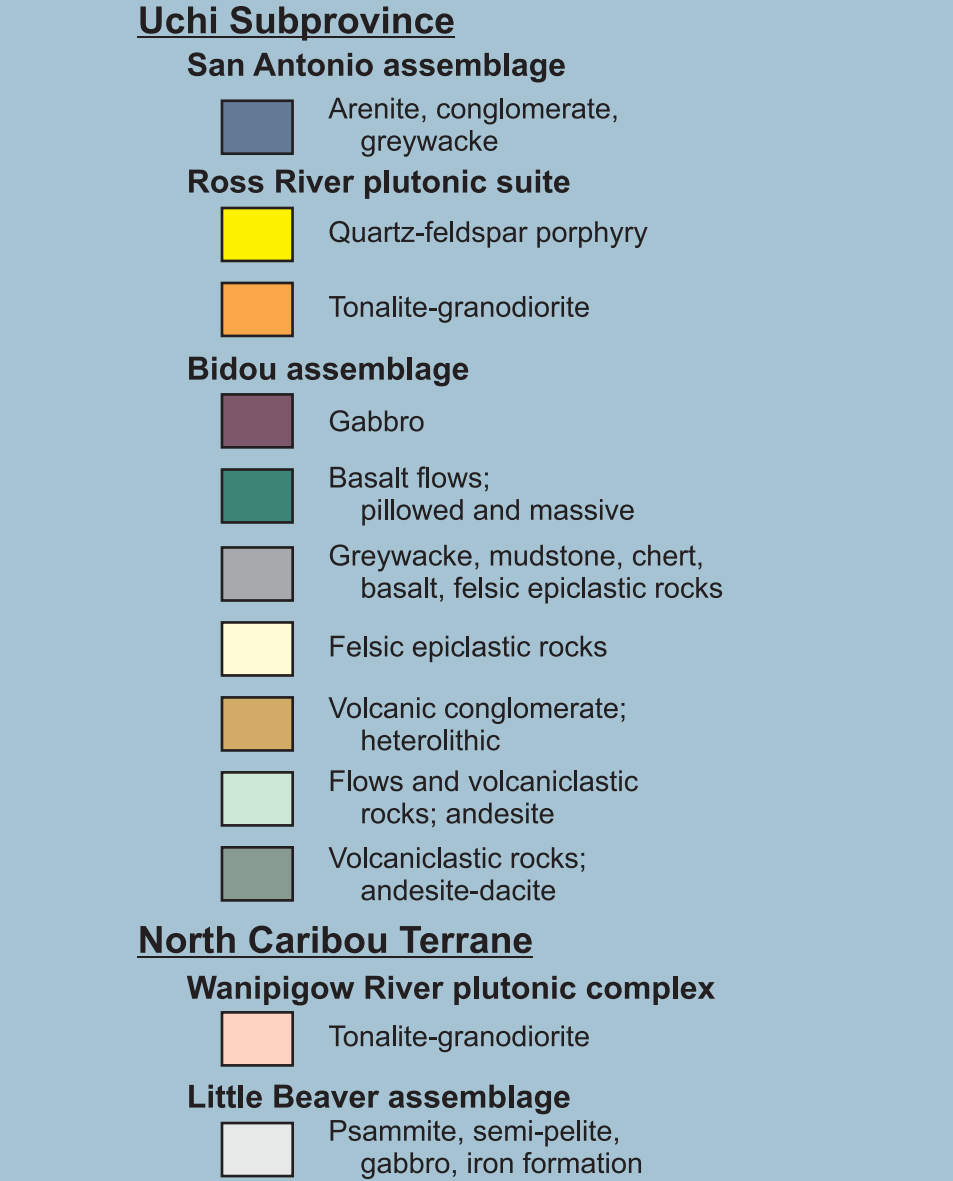 Uchi Subprovince
San Antonio assemblage
Arenite, conglomerate,
greywacke
Ross River plutonic suite
Quartz-feldspar porphyry
Tonalite-granodiorite
Bidou assemblage
Gabbro
Basalt flows;
pillowed and massive
Greywacke, mudstone, chert,
basalt, felsic epiclastic rocks
Felsic epiclastic rocks
Volcanic conglomerate;
heterolithic
Flows and volcaniclastic
rocks; andesite
Volcaniclastic rocks;
andesite-dacite
North Caribou Terrane
Wanipigow River plutonic complex
Tonalite-granodiorite
Little Beaver assemblage
Psammite, semi-pelite,
gabbro, iron formation